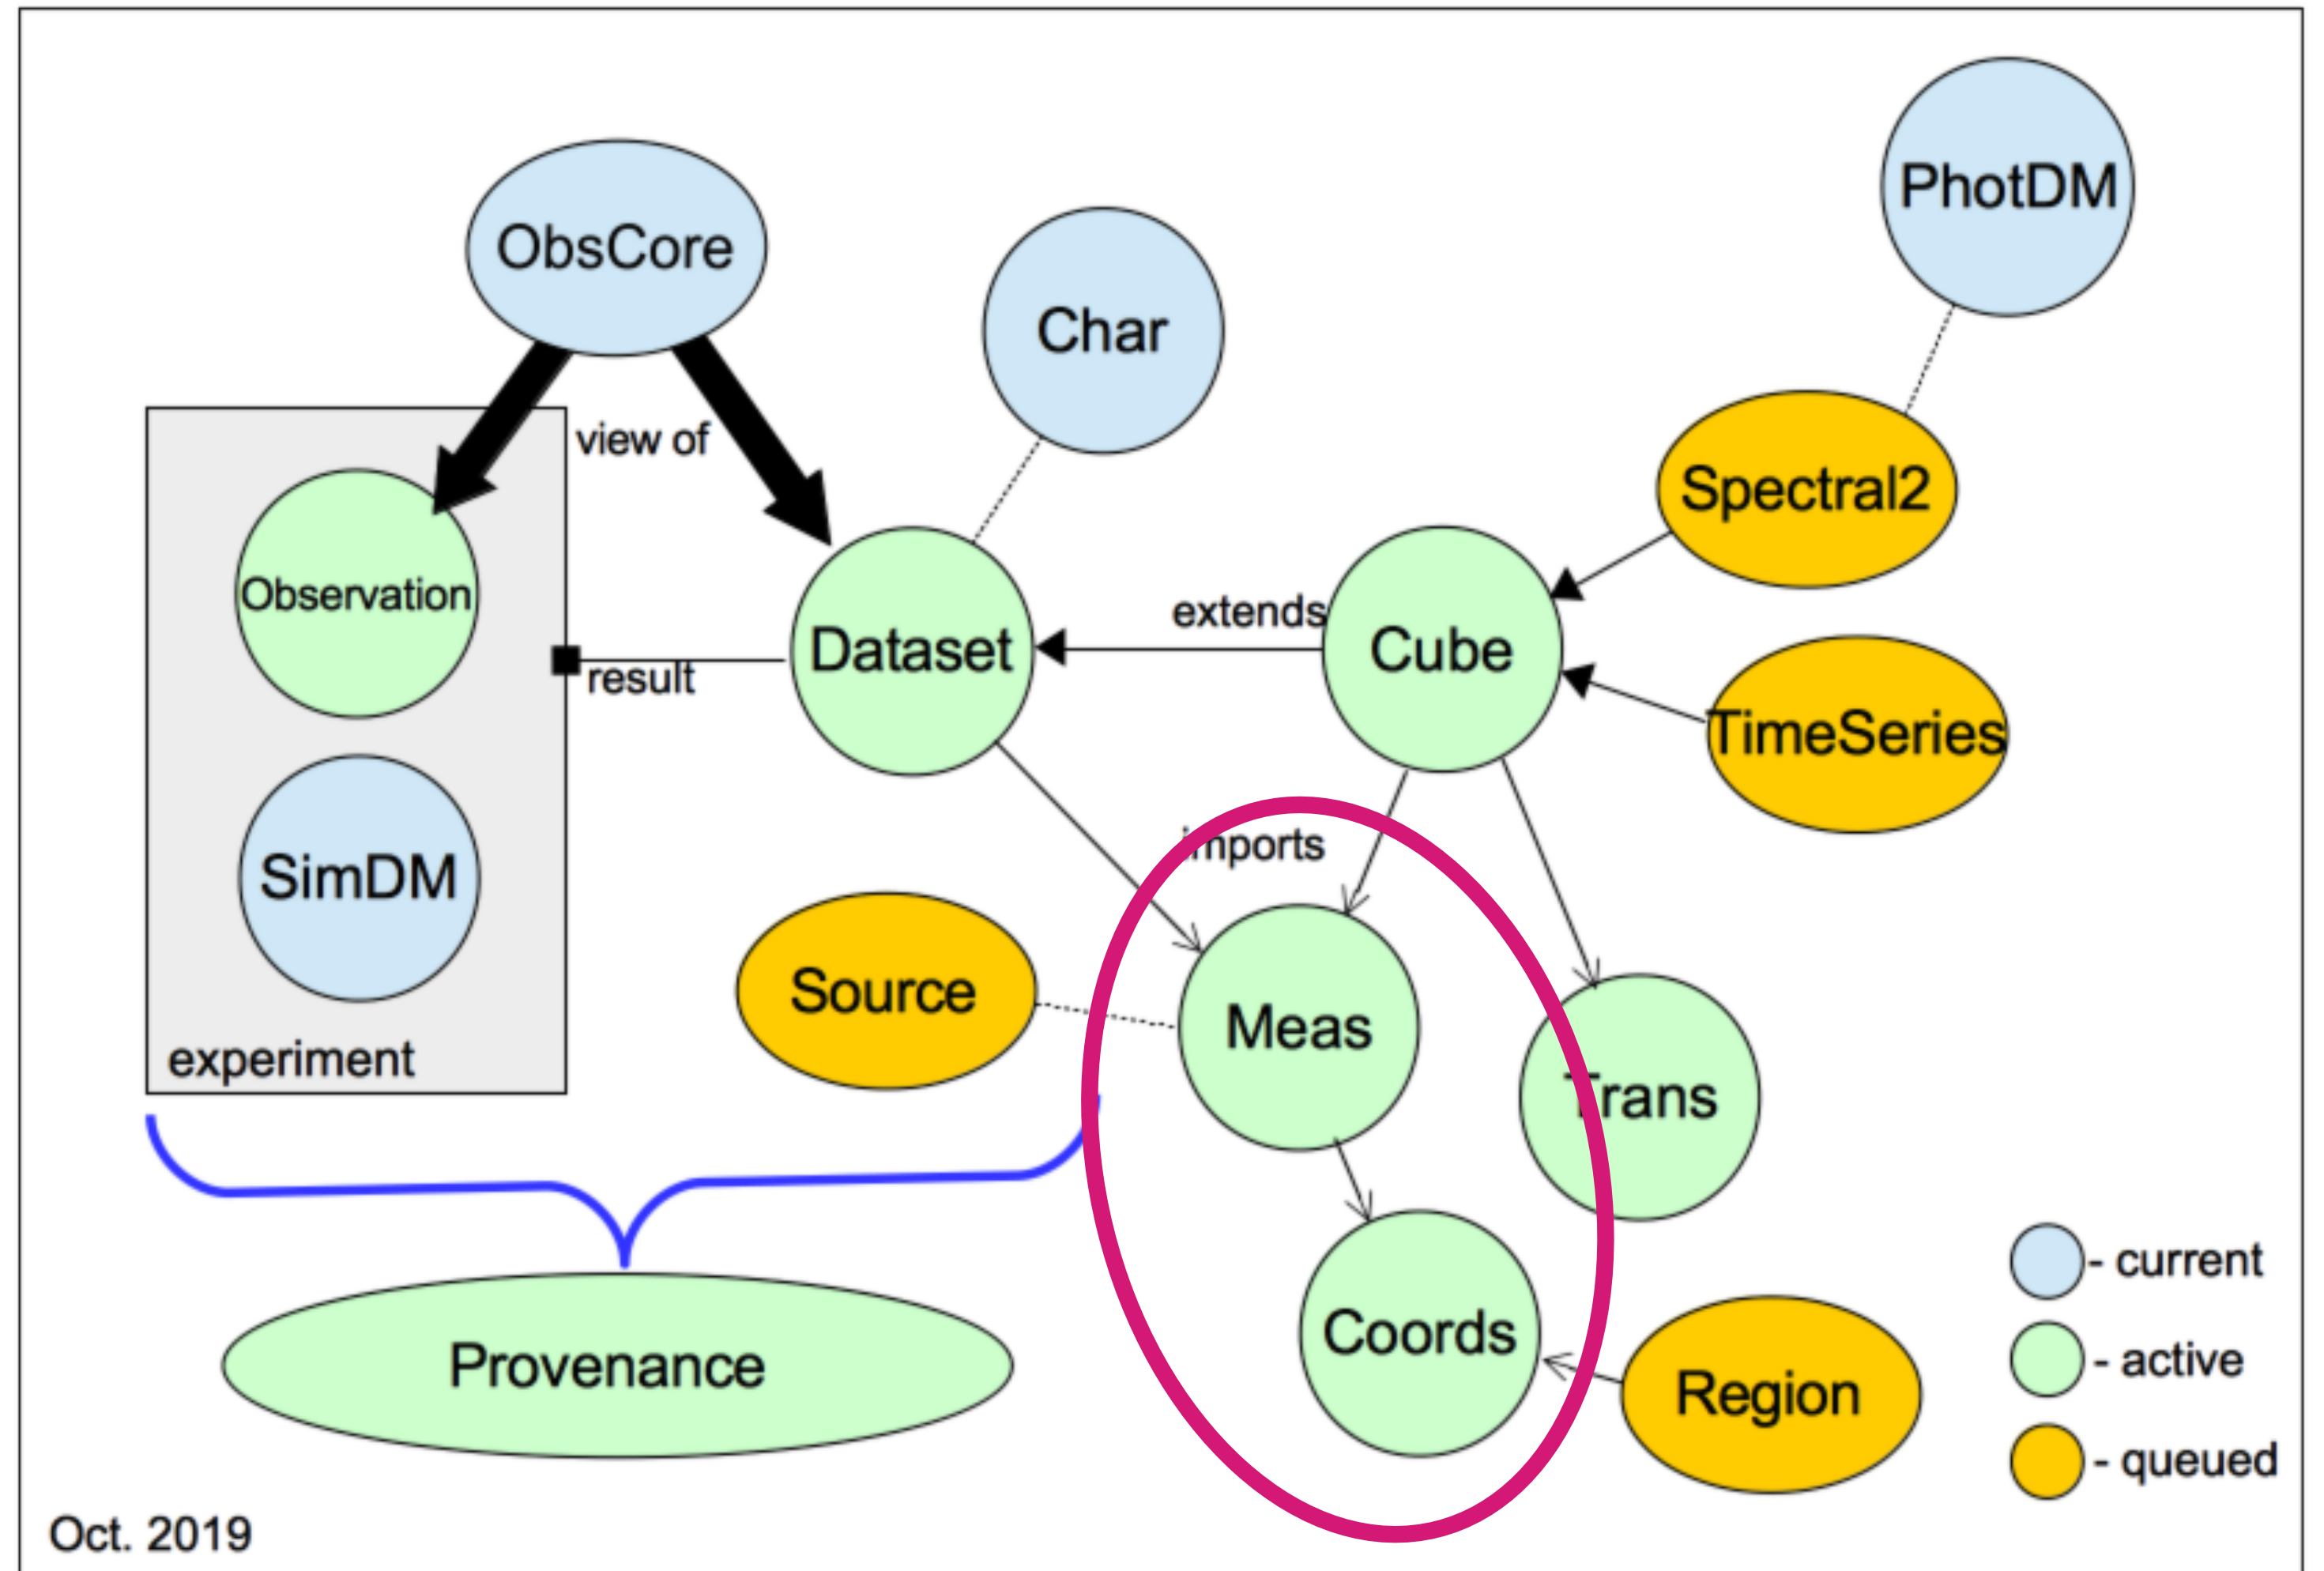 PhotDM
ObsCore
Char
view of
Spectral2
Observation
extends
Dataset
Cube
result
TimeSeries
imports
SimDM
Source
Meas
experiment
Trans
Coords
Provenance
Region
- current
- active
- queued
Oct. 2019